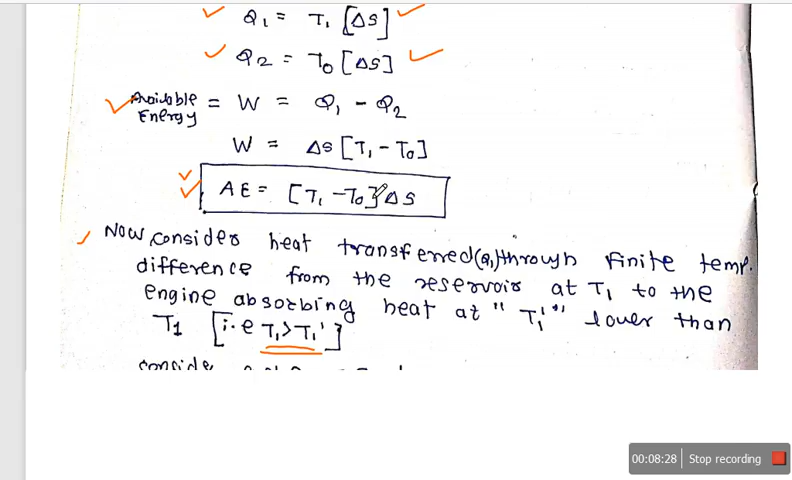 Q1 = T1 [ΔS]
Q2 = T0 [ΔS]
Available Energy = W = Q1 - Q2
W = ΔS [T1 - T0]
AE = [T1 - T0] ΔS
Now consider heat transferred (Q1) through finite temp.
difference from the reservoir at T1 to the
engine absorbing heat at "T1'" lower than
T1 [i.e T1 > T1']
00:08:28 Stop recording